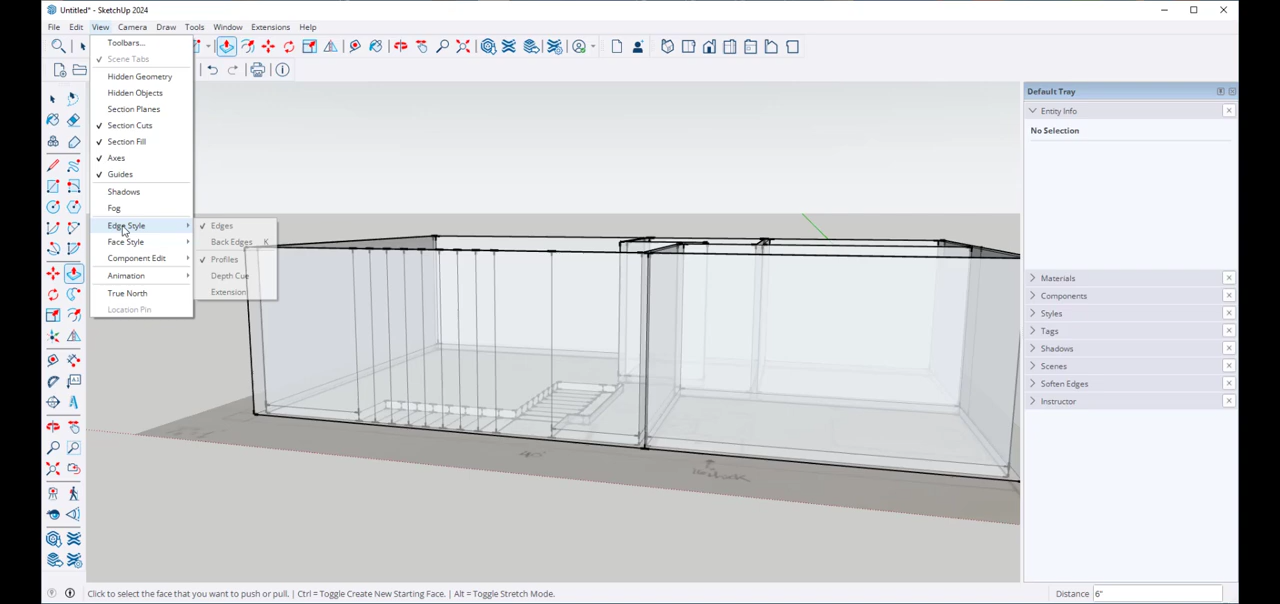 Untitled* - SketchUp 2024
File Edit View Camera Draw Tools Window Extensions Help
Toolbars...
Scene Tabs
Hidden Geometry
Hidden Objects
Section Planes
Section Cuts
Section Fill
Axes
Guides
Shadows
Fog
Edge Style
Face Style
Component Edit
Animation
True North
Location Pin
Edges
Back Edges K
Profiles
Depth Cue
Extension
Default Tray
Entity Info
No Selection
Materials
Components
Styles
Tags
Shadows
Scenes
Soften Edges
Instructor
Click to select the face that you want to push or pull. | Ctrl = Toggle Create New Starting Face. | Alt = Toggle Stretch Mode.
Distance 6"